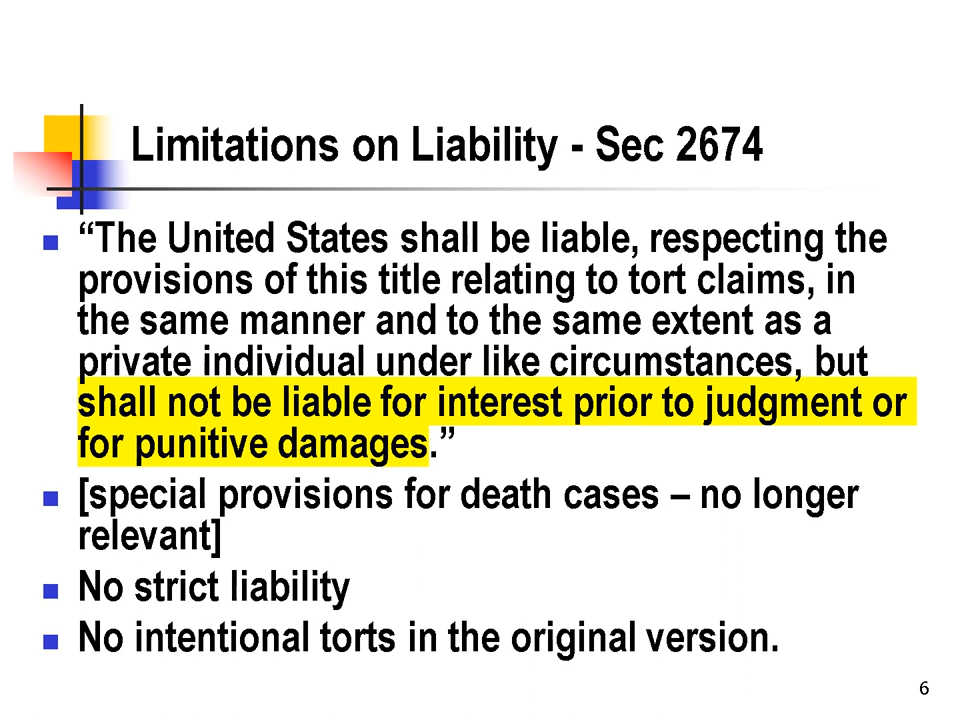 Limitations on Liability - Sec 2674
“The United States shall be liable, respecting the
provisions of this title relating to tort claims, in
the same manner and to the same extent as a
private individual under like circumstances, but
shall not be liable for interest prior to judgment or
for punitive damages.”
[special provisions for death cases – no longer
relevant]
No strict liability
No intentional torts in the original version.
6